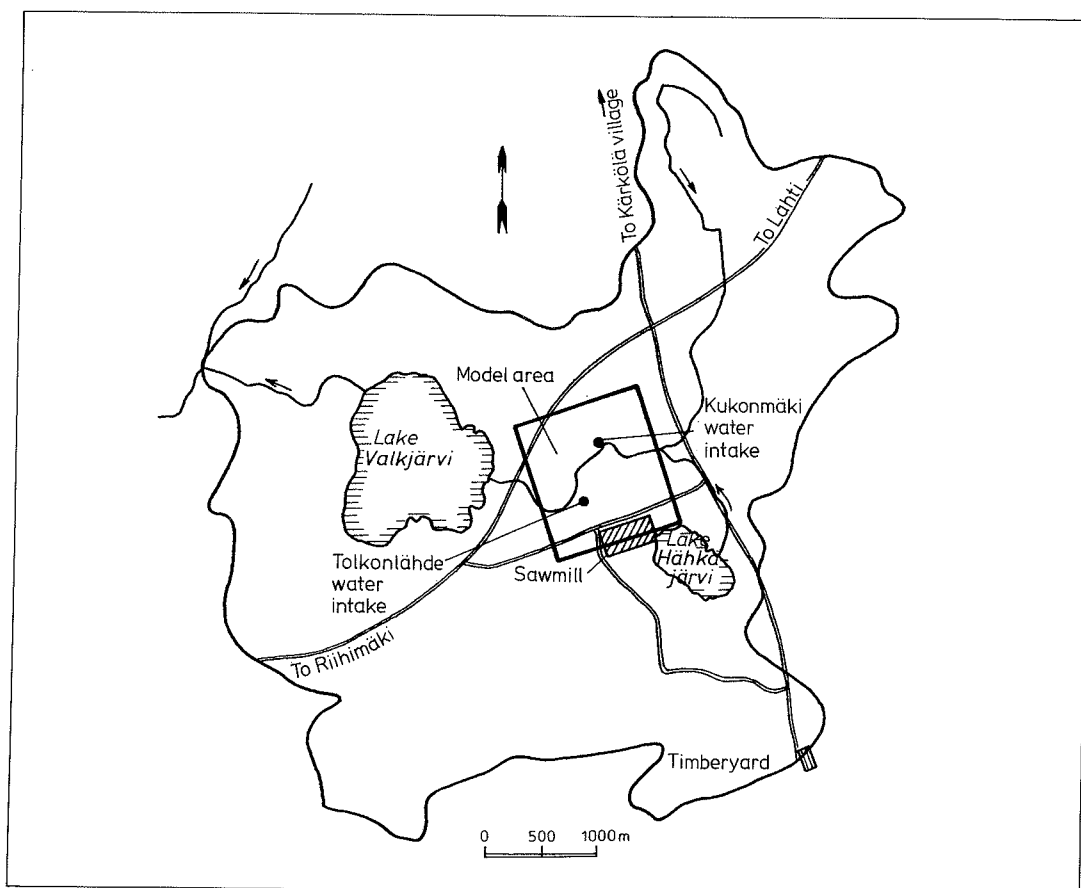 To Kärkölä village
To Lahti
Model area
Kukonmäki
water
intake
Lake
Valkjärvi
Tolkonlähde
water
intake
Sawmill
Lake
Hähkä-
järvi
To Riihimäki
Timberyard
0 500 1000 m